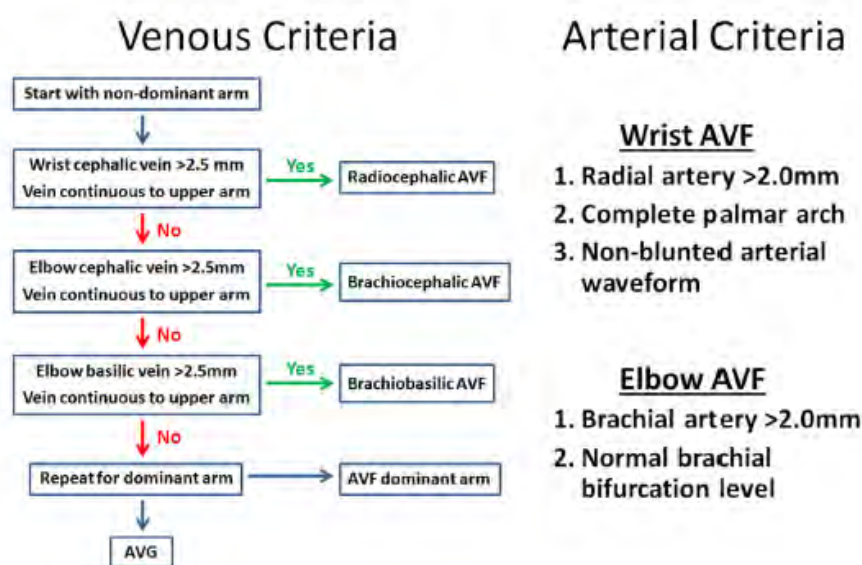 Venous Criteria
Start with non-dominant arm
Wrist cephalic vein >2.5 mm
Vein continuous to upper arm
Yes
Radiocephalic AVF
No
Elbow cephalic vein >2.5mm
Vein continuous to upper arm
Yes
Brachiocephalic AVF
No
Elbow basilic vein >2.5mm
Vein continuous to upper arm
Yes
Brachiobasilic AVF
No
Repeat for dominant arm
AVF dominant arm
AVG
Arterial Criteria
Wrist AVF
1. Radial artery >2.0mm
2. Complete palmar arch
3. Non-blunted arterial
waveform
Elbow AVF
1. Brachial artery >2.0mm
2. Normal brachial
bifurcation level